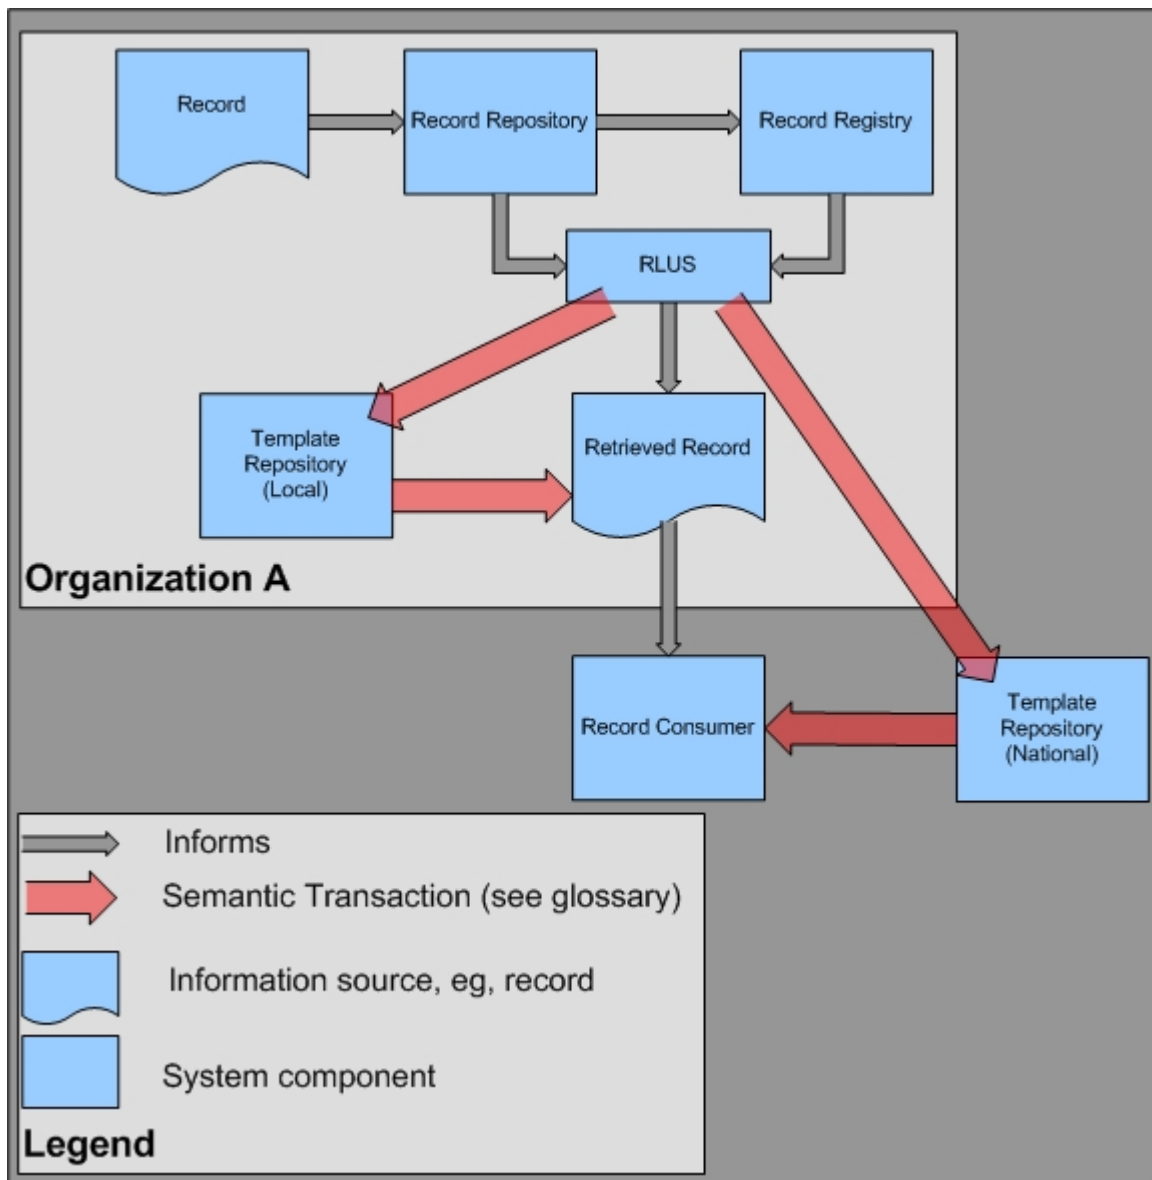 Record
Record Repository
Record Registry
RLUS
Template
Repository
(Local)
Retrieved Record
Organization A
Record Consumer
Template
Repository
(National)
Informs
Semantic Transaction (see glossary)
Information source, eg, record
System component
Legend